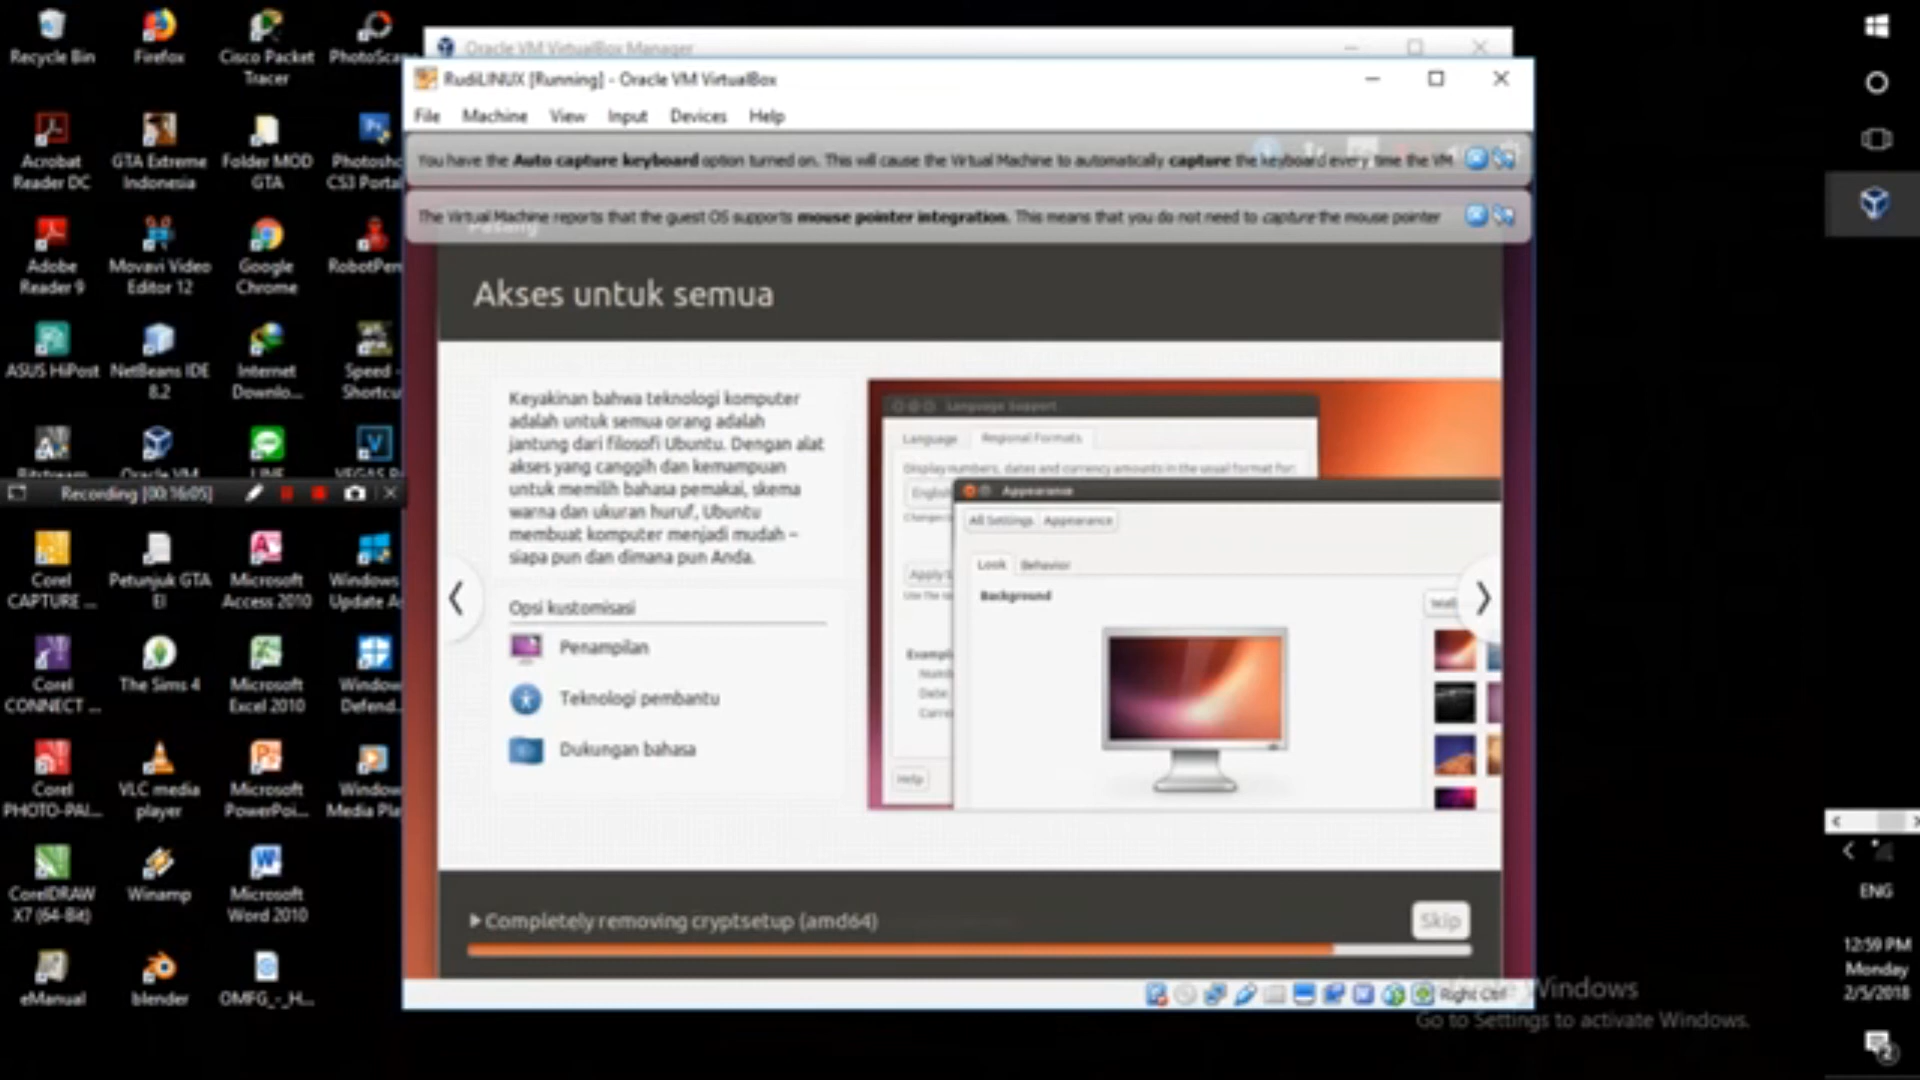 Recycle Bin
Firefox
Cisco Packet
Tracer
PhotoSca
Acrobat
Reader DC
GTA Extreme
Indonesia
Folder MOD
GTA
Photosho
CS3 Portal
Adobe
Reader 9
Movavi Video
Editor 12
Google
Chrome
RobotPen
ASUS HiPost
NetBeans IDE
8.2
Internet
Downlo...
Speed -
Shortcu
Oracle VM
LINE
VEGAS P
Recording [00:16:05]
Corel
CAPTURE ...
Petunjuk GTA
EI
Microsoft
Access 2010
Windows
Update A
Corel
CONNECT ...
The Sims 4
Microsoft
Excel 2010
Window
Defend
Corel
PHOTO-PAI...
VLC media
player
Microsoft
PowerPoi...
Window
Media Pla
CorelDRAW
X7 (64-Bit)
Winamp
Microsoft
Word 2010
eManual
blender
OMFG_-_H...
Oracle VM VirtualBox Manager
RudiLINUX [Running] - Oracle VM VirtualBox
File Machine View Input Devices Help
You have the Auto capture keyboard option turned on. This will cause the Virtual Machine to automatically capture the keyboard every time the VM
The Virtual Machine reports that the guest OS supports mouse pointer integration. This means that you do not need to capture the mouse pointer
Akses untuk semua
Keyakinan bahwa teknologi komputer
adalah untuk semua orang adalah
jantung dari filosofi Ubuntu. Dengan alat
akses yang canggih dan kemampuan
untuk memilih bahasa pemakai, skema
warna dan ukuran huruf, Ubuntu
membuat komputer menjadi mudah –
siapa pun dan dimana pun Anda.
Opsi kustomisasi
Penampilan
Teknologi pembantu
Dukungan bahasa
Language Support
Language Regional Formats
Display numbers, dates and currency amounts in the usual format for:
English
Appearance
All Settings Appearance
Look Behavior
Background
Help
Completely removing cryptsetup (amd64)
Skip
Right Ctrl
Windows
Go to Settings to activate Windows.
ENG
12:59 PM
Monday
2/5/2018
2